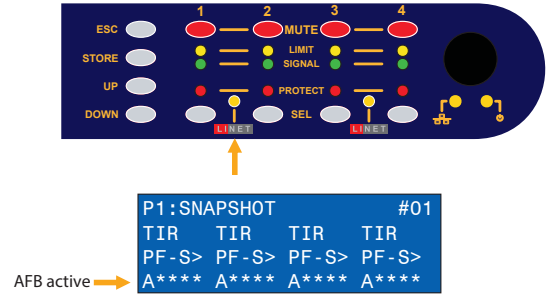 1 2 3 4
ESC MUTE
LIMIT
STORE SIGNAL
UP PROTECT
DOWN SEL
LINET LINET
P1:SNAPSHOT #01
TIR TIR TIR TIR
PF-S> PF-S> PF-S> PF-S>
AFB active A**** A**** A**** A****